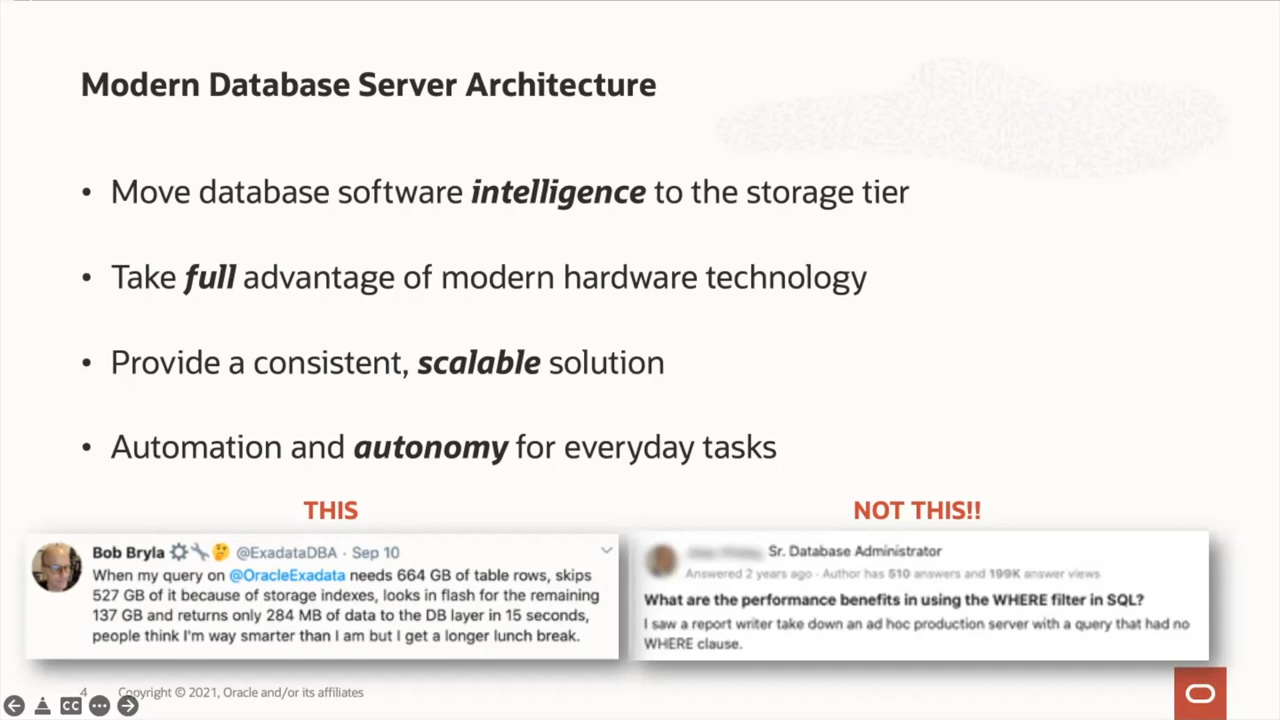 Modern Database Server Architecture
• Move database software intelligence to the storage tier
• Take full advantage of modern hardware technology
• Provide a consistent, scalable solution
• Automation and autonomy for everyday tasks
THIS
Bob Bryla @ExadataDBA · Sep 10
When my query on @OracleExadata needs 664 GB of table rows, skips
527 GB of it because of storage indexes, looks in flash for the remaining
137 GB and returns only 284 MB of data to the DB layer in 15 seconds,
people think I'm way smarter than I am but I get a longer lunch break.
NOT THIS!!
Sr. Database Administrator
Answered 2 years ago · Author has 510 answers and 199K answer views
What are the performance benefits in using the WHERE filter in SQL?
I saw a report writer take down an ad hoc production server with a query that had no
WHERE clause.
4 Copyright © 2021, Oracle and/or its affiliates
CC